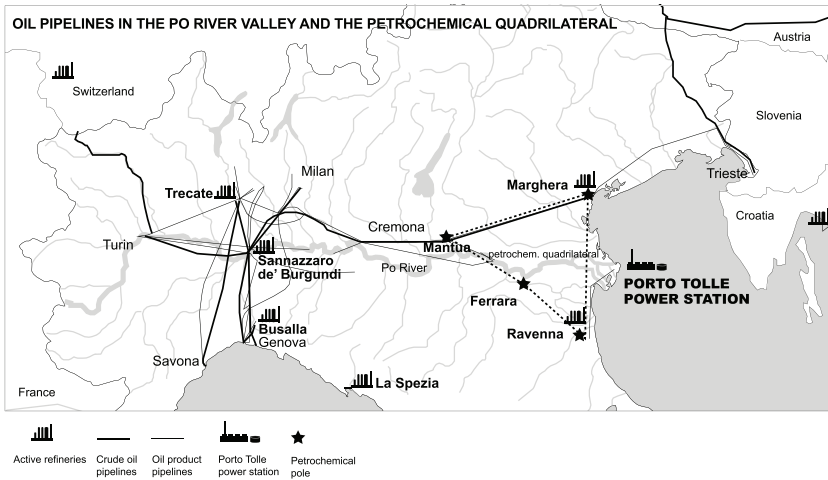 OIL PIPELINES IN THE PO RIVER VALLEY AND THE PETROCHEMICAL QUADRILATERAL
Austria
Switzerland
Slovenia
Milan
Trieste
Trecate
Marghera
Croatia
Cremona
Turin
Mantua
Sannazzaro
de' Burgundi
petrochem. quadrilateral
Po River
PORTO TOLLE
POWER STATION
Ferrara
Busalla
Genova
Ravenna
Savona
La Spezia
France
Active refineries
Crude oil
pipelines
Oil product
pipelines
Porto Tolle
power station
Petrochemical
pole